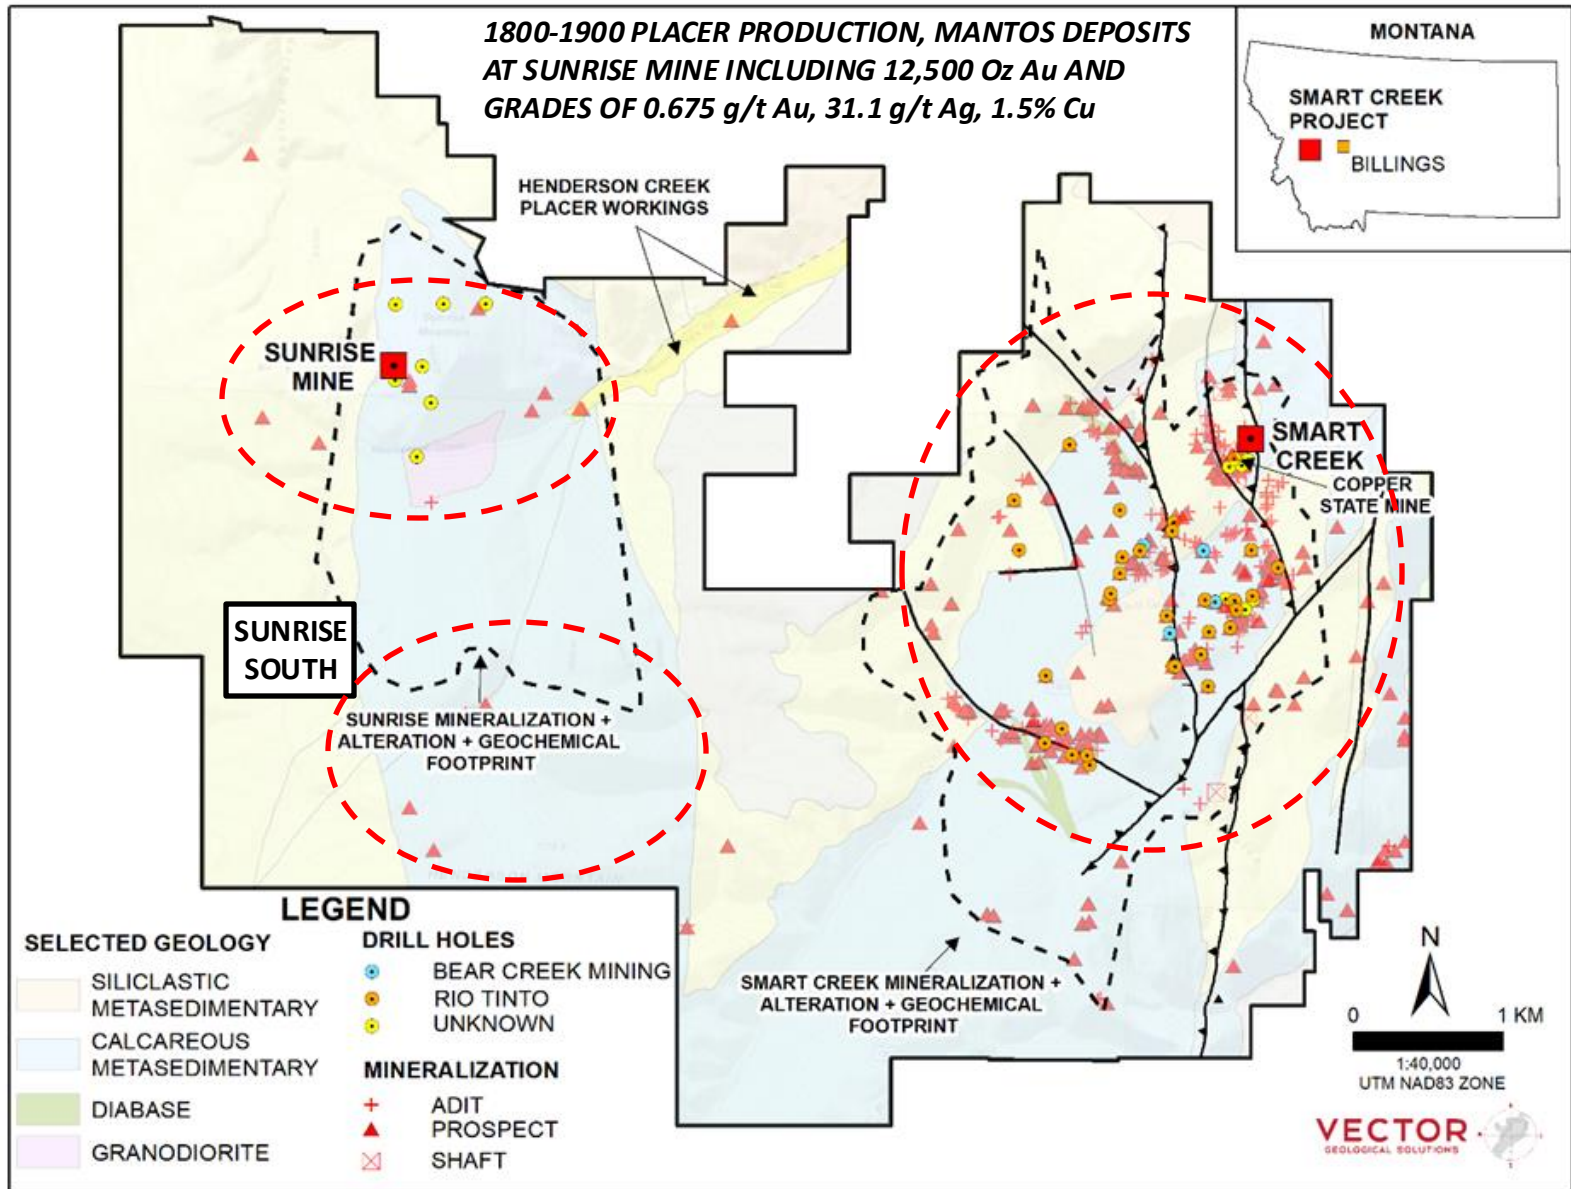 1800-1900 PLACER PRODUCTION, MANTOS DEPOSITS
AT SUNRISE MINE INCLUDING 12,500 Oz Au AND
GRADES OF 0.675 g/t Au, 31.1 g/t Ag, 1.5% Cu
MONTANA
SMART CREEK
PROJECT
BILLINGS
HENDERSON CREEK
PLACER WORKINGS
SUNRISE
MINE
SMART
CREEK
COPPER
STATE MINE
SUNRISE
SOUTH
SUNRISE MINERALIZATION +
ALTERATION + GEOCHEMICAL
FOOTPRINT
SMART CREEK MINERALIZATION +
ALTERATION + GEOCHEMICAL
FOOTPRINT
LEGEND
SELECTED GEOLOGY
SILICLASTIC
METASEDIMENTARY
CALCAREOUS
METASEDIMENTARY
DIABASE
GRANODIORITE
DRILL HOLES
BEAR CREEK MINING
RIO TINTO
UNKNOWN
MINERALIZATION
ADIT
PROSPECT
SHAFT
N
0 1 KM
1:40,000
UTM NAD83 ZONE
VECTOR
GEOLOGICAL SOLUTIONS